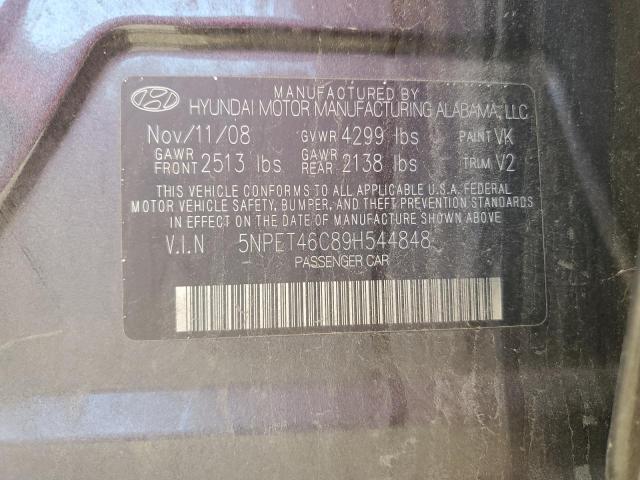 MANUFACTURED BY
HYUNDAI MOTOR MANUFACTURING ALABAMA, LLC
Nov/11/08 GVWR 4299 lbs PAINT VK
GAWR FRONT 2513 lbs GAWR REAR 2138 lbs TRIM V2
THIS VEHICLE CONFORMS TO ALL APPLICABLE U.S.A. FEDERAL
MOTOR VEHICLE SAFETY, BUMPER, AND THEFT PREVENTION STANDARDS
IN EFFECT ON THE DATE OF MANUFACTURE SHOWN ABOVE.
V.I.N 5NPET46C89H544848
PASSENGER CAR